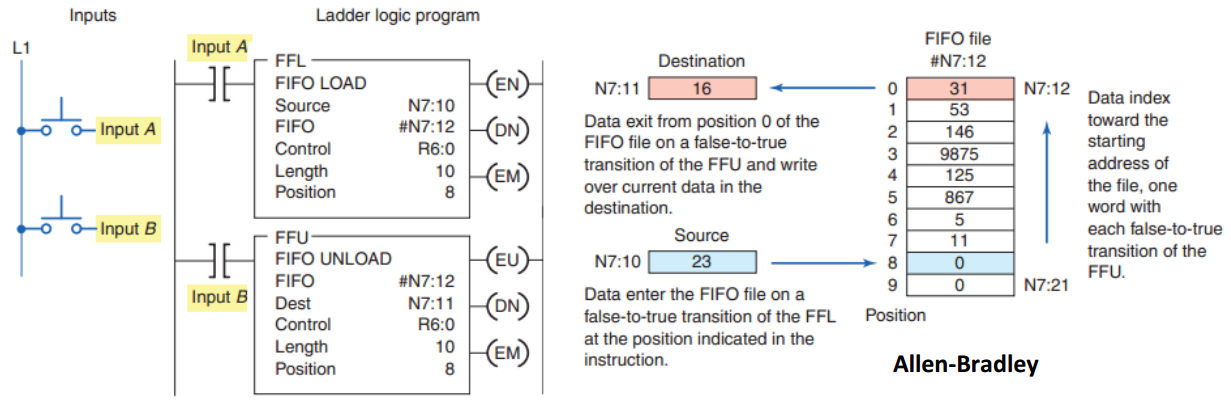 Inputs
Ladder logic program
L1
Input A
Input B
Input A
FFL
FIFO LOAD
Source N7:10
FIFO #N7:12
Control R6:0
Length 10
Position 8
EN
DN
EM
Input B
FFU
FIFO UNLOAD
FIFO #N7:12
Dest N7:11
Control R6:0
Length 10
Position 8
EU
DN
EM
Destination
N7:11 16
Data exit from position 0 of the
FIFO file on a false-to-true
transition of the FFU and write
over current data in the
destination.
Source
N7:10 23
Data enter the FIFO file on a
false-to-true transition of the FFL
at the position indicated in the
instruction.
FIFO file
#N7:12
0 31 N7:12
1 53
2 146
3 9875
4 125
5 867
6 5
7 11
8 0
9 0 N7:21
Position
Data index
toward the
starting
address of
the file, one
word with
each false-to-true
transition of the
FFU.
Allen-Bradley